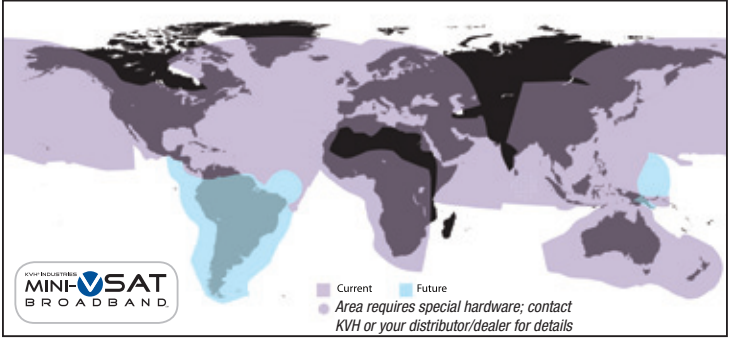 KVH INDUSTRIES
MINI-VSAT
BROADBAND
Current Future
Area requires special hardware; contact
KVH or your distributor/dealer for details